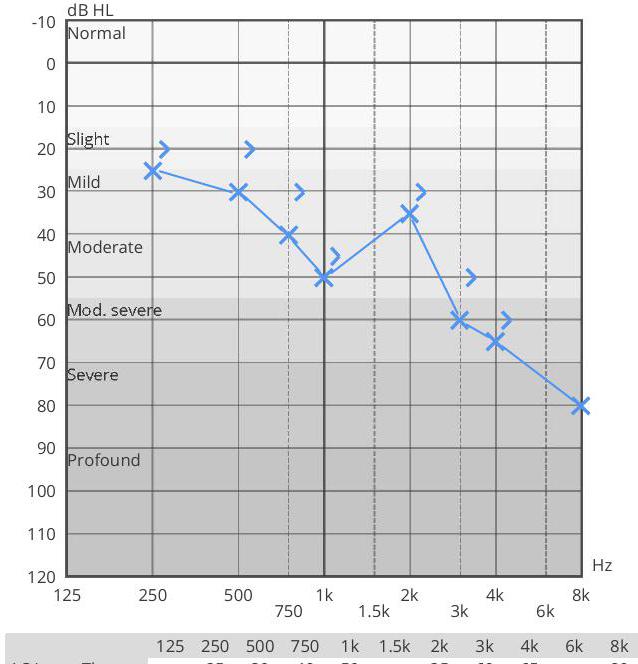 dB HL
-10
Normal
0
10
Slight
20
Mild
30
40
Moderate
50
Mod. severe
60
70
Severe
80
90
Profound
100
110
120
Hz
125 250 500 1k 2k 4k 8k
750 1.5k 3k 6k
125 250 500 750 1k 1.5k 2k 3k 4k 6k 8k